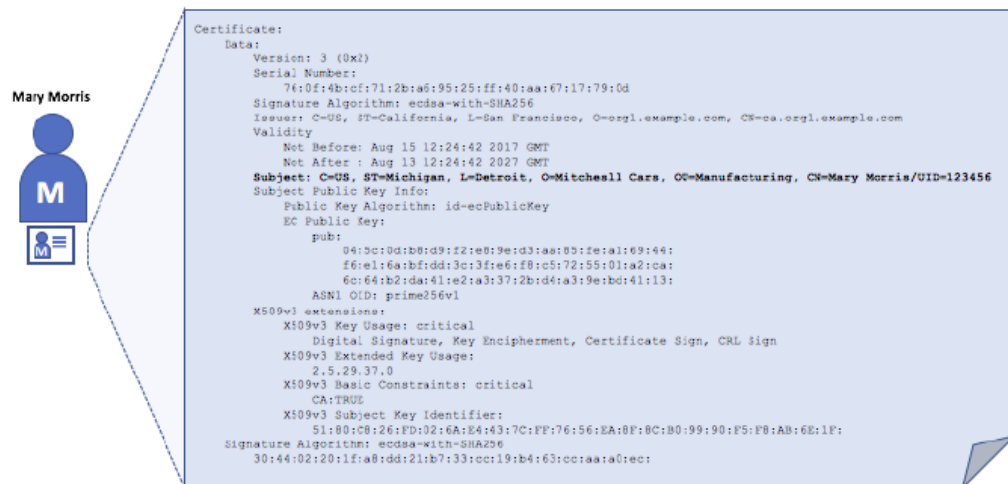 Mary Morris
M
M
Certificate:
Data:
Version: 3 (0x2)
Serial Number:
76:0f:4b:cf:71:2b:a6:95:25:ff:40:aa:67:17:79:0d
Signature Algorithm: ecdsa-with-SHA256
Issuer: C=US, ST=California, L=San Francisco, O=org1.example.com, CN=ca.org1.example.com
Validity
Not Before: Aug 15 12:24:42 2017 GMT
Not After : Aug 13 12:24:42 2027 GMT
Subject: C=US, ST=Michigan, L=Detroit, O=Mitchesll Cars, OU=Manufacturing, CN=Mary Morris/UID=123456
Subject Public Key Info:
Public Key Algorithm: id-ecPublicKey
EC Public Key:
pub:
04:5c:0d:b8:d9:f2:e8:9e:d3:aa:85:fe:a1:69:44:
f6:e1:6a:bf:dd:3c:3f:e6:f8:c5:72:55:01:a2:ca:
6c:64:b2:da:41:e2:a3:37:2b:d4:a3:9e:bd:41:13:
ASN1 OID: prime256v1
X509v3 extensions:
X509v3 Key Usage: critical
Digital Signature, Key Encipherment, Certificate Sign, CRL Sign
X509v3 Extended Key Usage:
2.5.29.37.0
X509v3 Basic Constraints: critical
CA:TRUE
X509v3 Subject Key Identifier:
51:80:C8:26:FD:02:6A:E4:43:7C:FF:76:56:EA:8F:8C:B0:99:90:F5:F8:AB:6E:1F:
Signature Algorithm: ecdsa-with-SHA256
30:44:02:20:1f:a8:dd:21:b7:33:cc:19:b4:63:cc:aa:a0:ec: